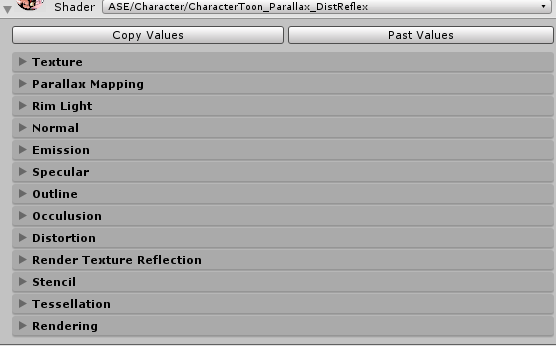 Shader ASE/Character/CharacterToon_Parallax_DistReflex
Copy Values Past Values
Texture
Parallax Mapping
Rim Light
Normal
Emission
Specular
Outline
Occulusion
Distortion
Render Texture Reflection
Stencil
Tessellation
Rendering